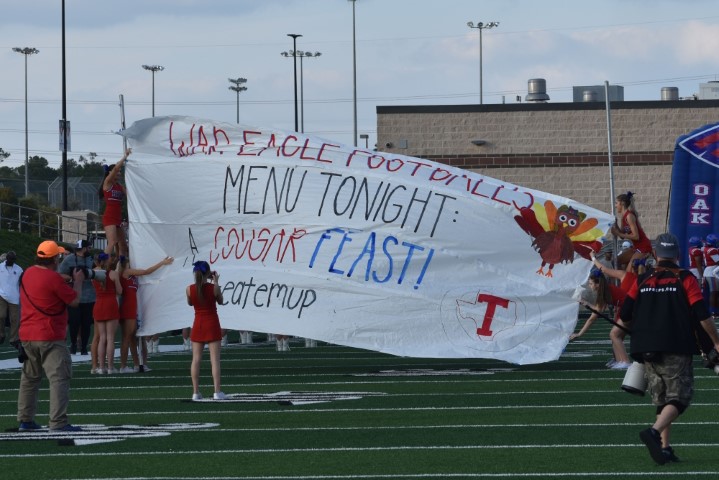 WAR EAGLE FOOTBALL'S
MENU TONIGHT:
A COUGAR FEAST!
#eatemup
T
OAK